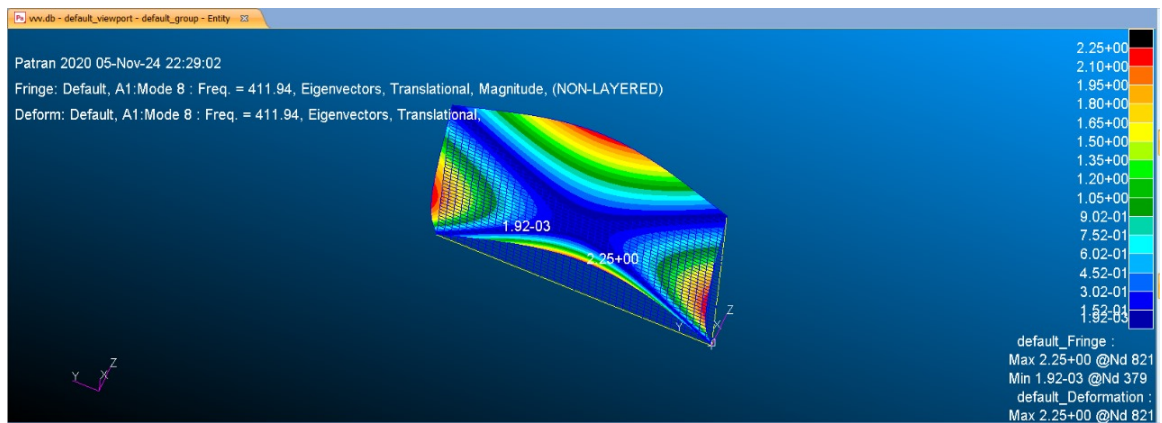 vvv.db - default_viewport - default_group - Entity
Patran 2020 05-Nov-24 22:29:02
Fringe: Default, A1:Mode 8 : Freq. = 411.94, Eigenvectors, Translational, Magnitude, (NON-LAYERED)
Deform: Default, A1:Mode 8 : Freq. = 411.94, Eigenvectors, Translational,
2.25+00
2.10+00
1.95+00
1.80+00
1.65+00
1.50+00
1.35+00
1.20+00
1.05+00
9.02-01
7.52-01
6.02-01
4.52-01
3.02-01
1.52-01
1.92-03
1.92-03
2.25+00
Z
Y X
Z
Y X
default_Fringe :
Max 2.25+00 @Nd 821
Min 1.92-03 @Nd 379
default_Deformation :
Max 2.25+00 @Nd 821